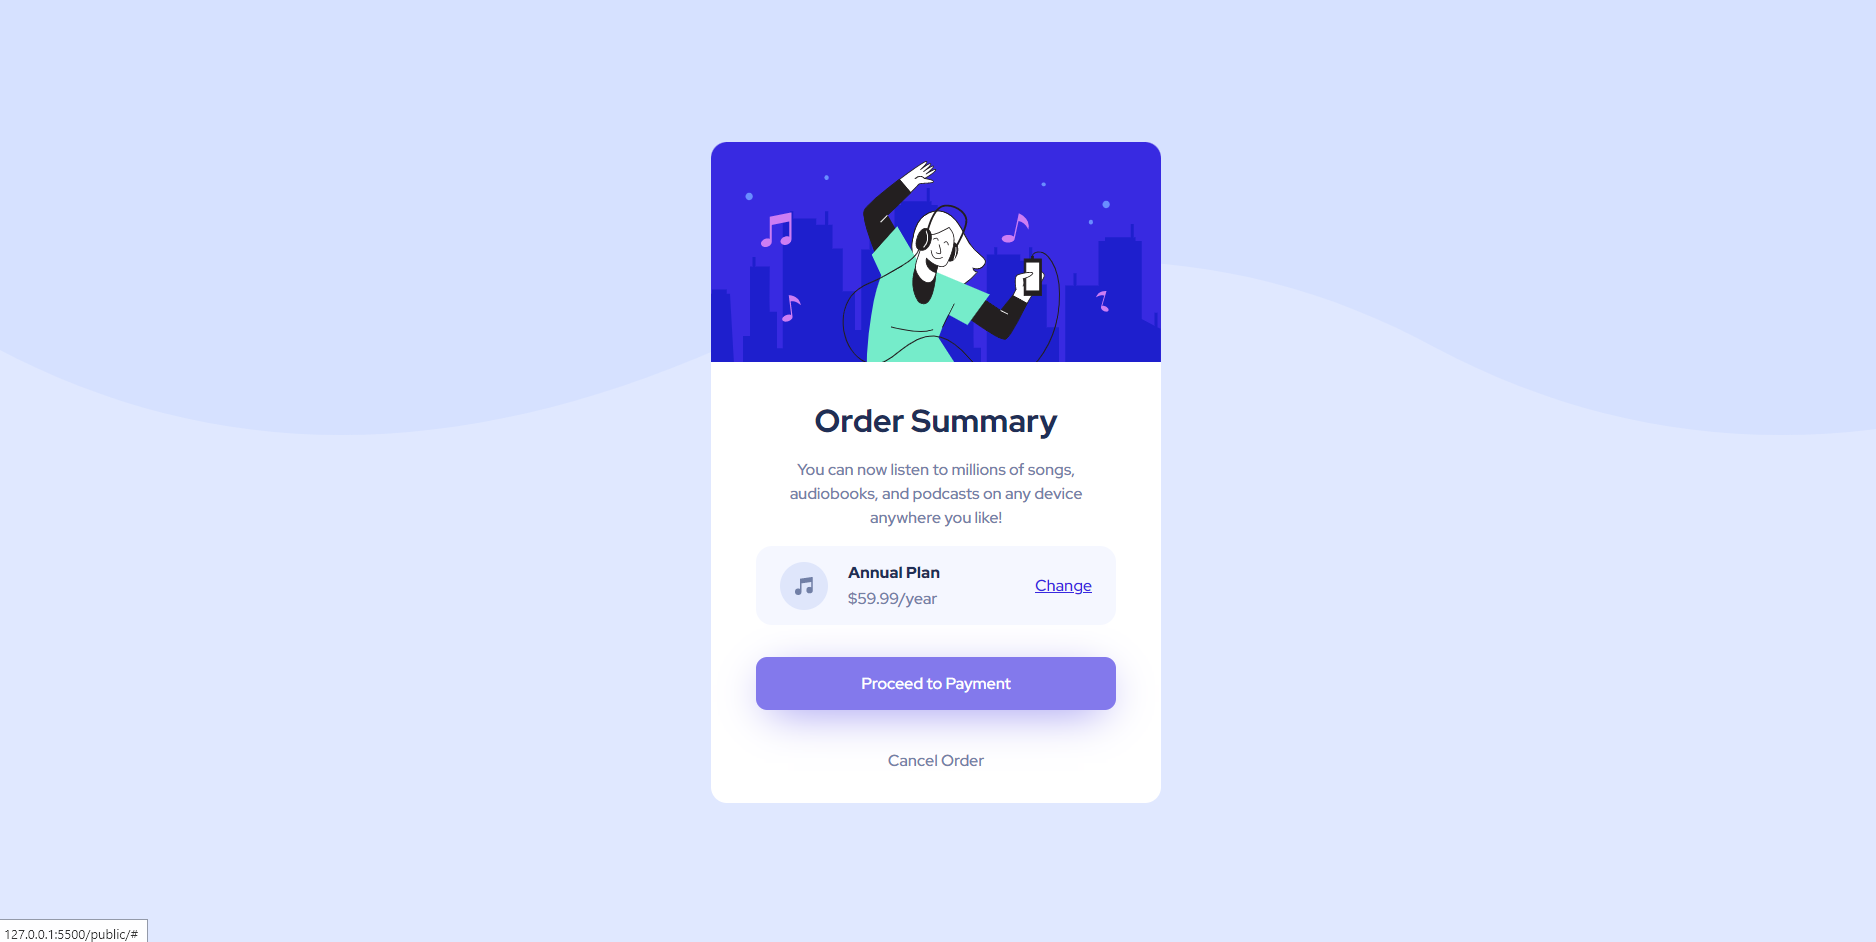 Order Summary
You can now listen to millions of songs,
audiobooks, and podcasts on any device
anywhere you like!
Annual Plan
$59.99/year
Change
Proceed to Payment
Cancel Order
127.0.0.1:5500/public/#